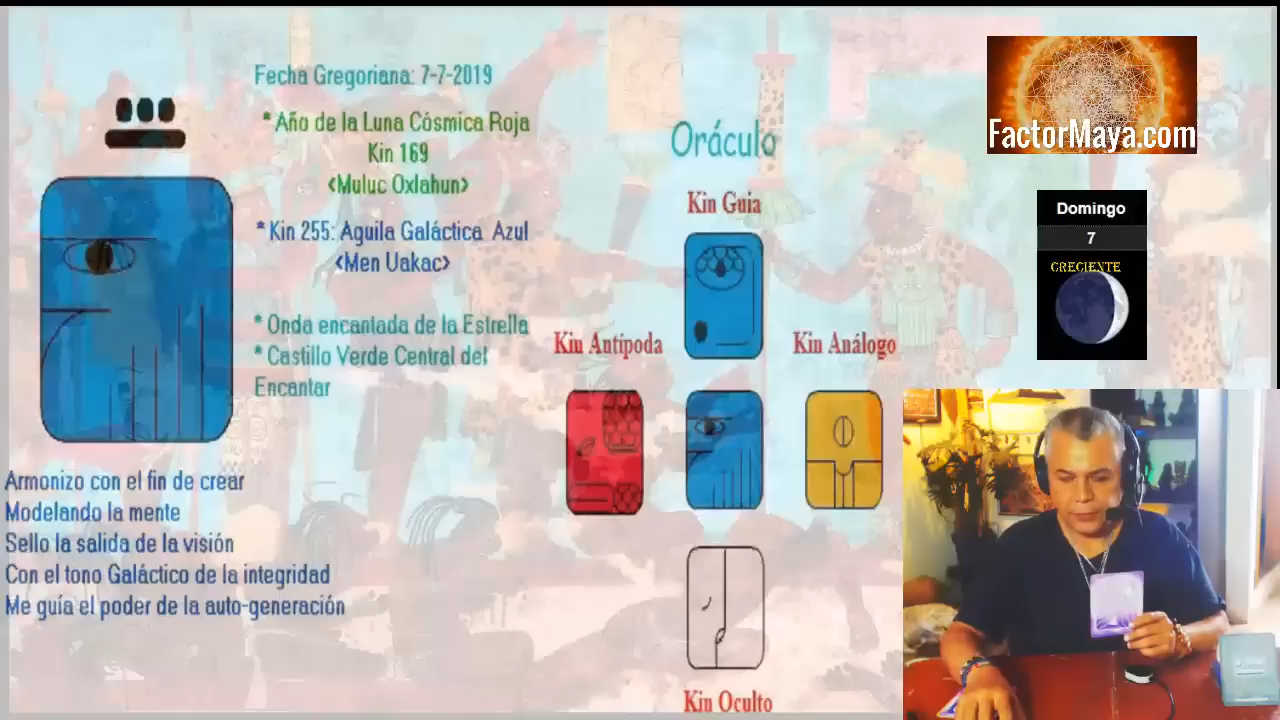 Fecha Gregoriana: 7-7-2019
* Año de la Luna Cósmica Roja
Kin 169
<Muluc Oxlahun>
* Kin 255: Aguila Galáctica Azul
<Men Uakac>
* Onda encantada de la Estrella
* Castillo Verde Central del
Encantar
Armonizo con el fin de crear
Modelando la mente
Sello la salida de la visión
Con el tono Galáctico de la integridad
Me guía el poder de la auto-generación
Oráculo
Kin Guia
Kin Antípoda
Kin Análogo
Kin Oculto
FactorMaya.com
Domingo
7
CRECIENTE